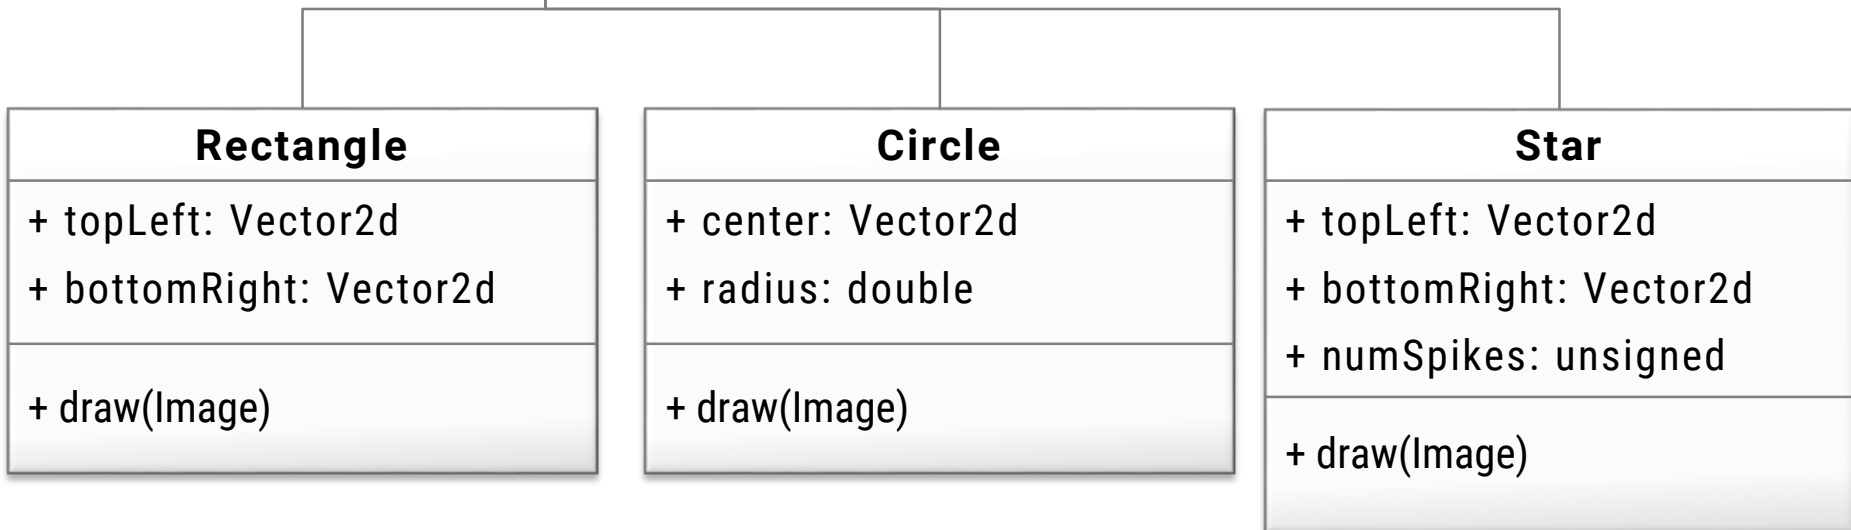 Rectangle
+ topLeft: Vector2d
+ bottomRight: Vector2d
+ draw(Image)
Circle
+ center: Vector2d
+ radius: double
+ draw(Image)
Star
+ topLeft: Vector2d
+ bottomRight: Vector2d
+ numSpikes: unsigned
+ draw(Image)